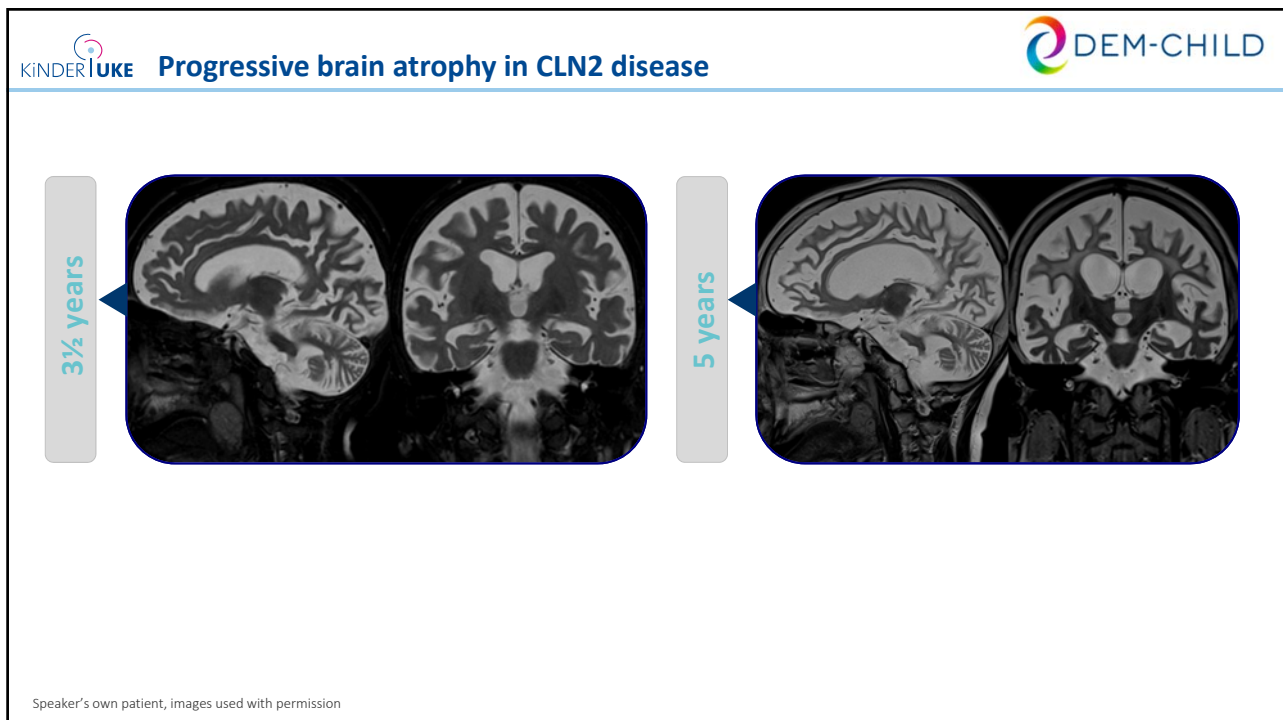 KiNDER UKE
Progressive brain atrophy in CLN2 disease
DEM-CHILD
3½ years
5 years
Speaker's own patient, images used with permission